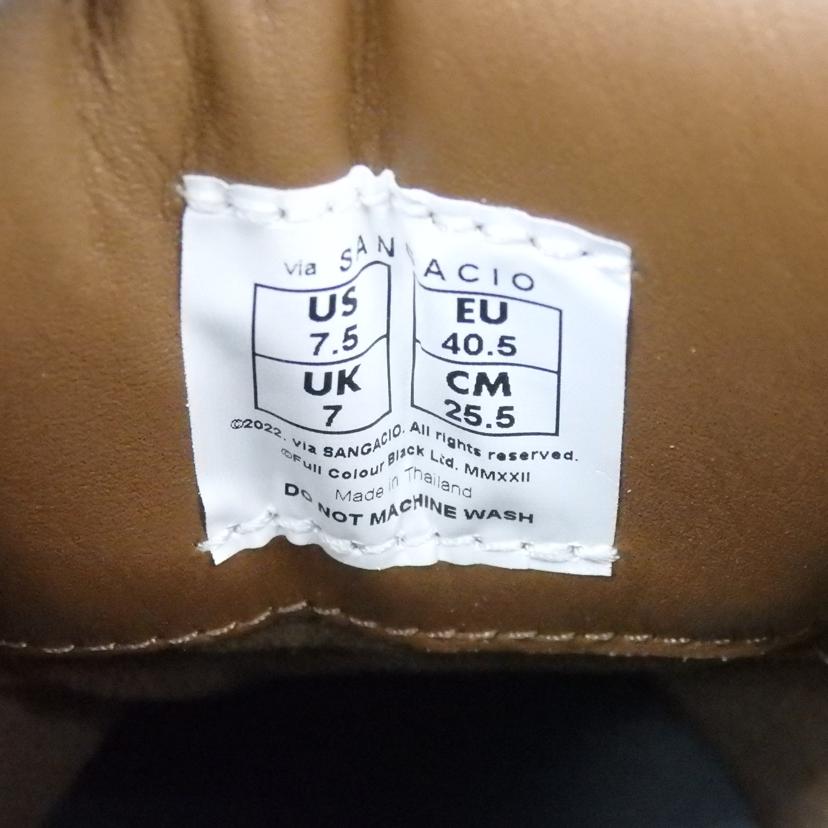 via SANGACIO
US EU
7.5 40.5
UK CM
7 25.5
©2022. via SANGACIO. All rights reserved.
©Full Colour Black Ltd. MMXXII
Made in Thailand
DO NOT MACHINE WASH